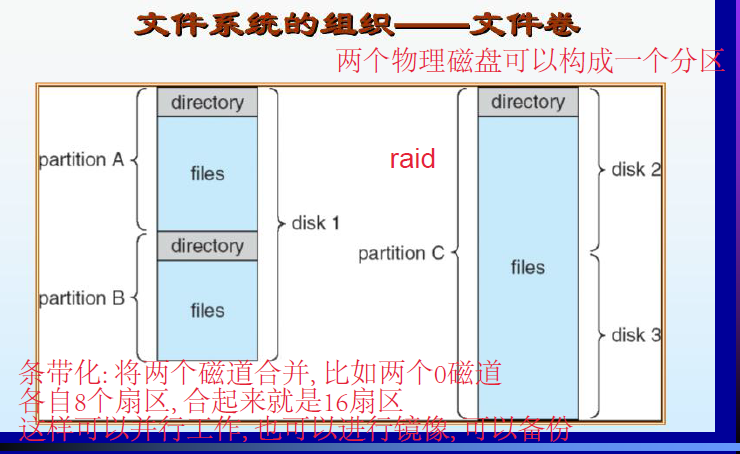 文件系统的组织——文件卷
两个物理磁盘可以构成一个分区
directory
partition A
files
disk 1
directory
partition B
files
raid
directory
disk 2
partition C
files
disk 3
条带化:将两个磁道合并,比如两个0磁道
各自8个扇区,合起来就是16扇区
这样可以并行工作,也可以进行镜像,可以备份